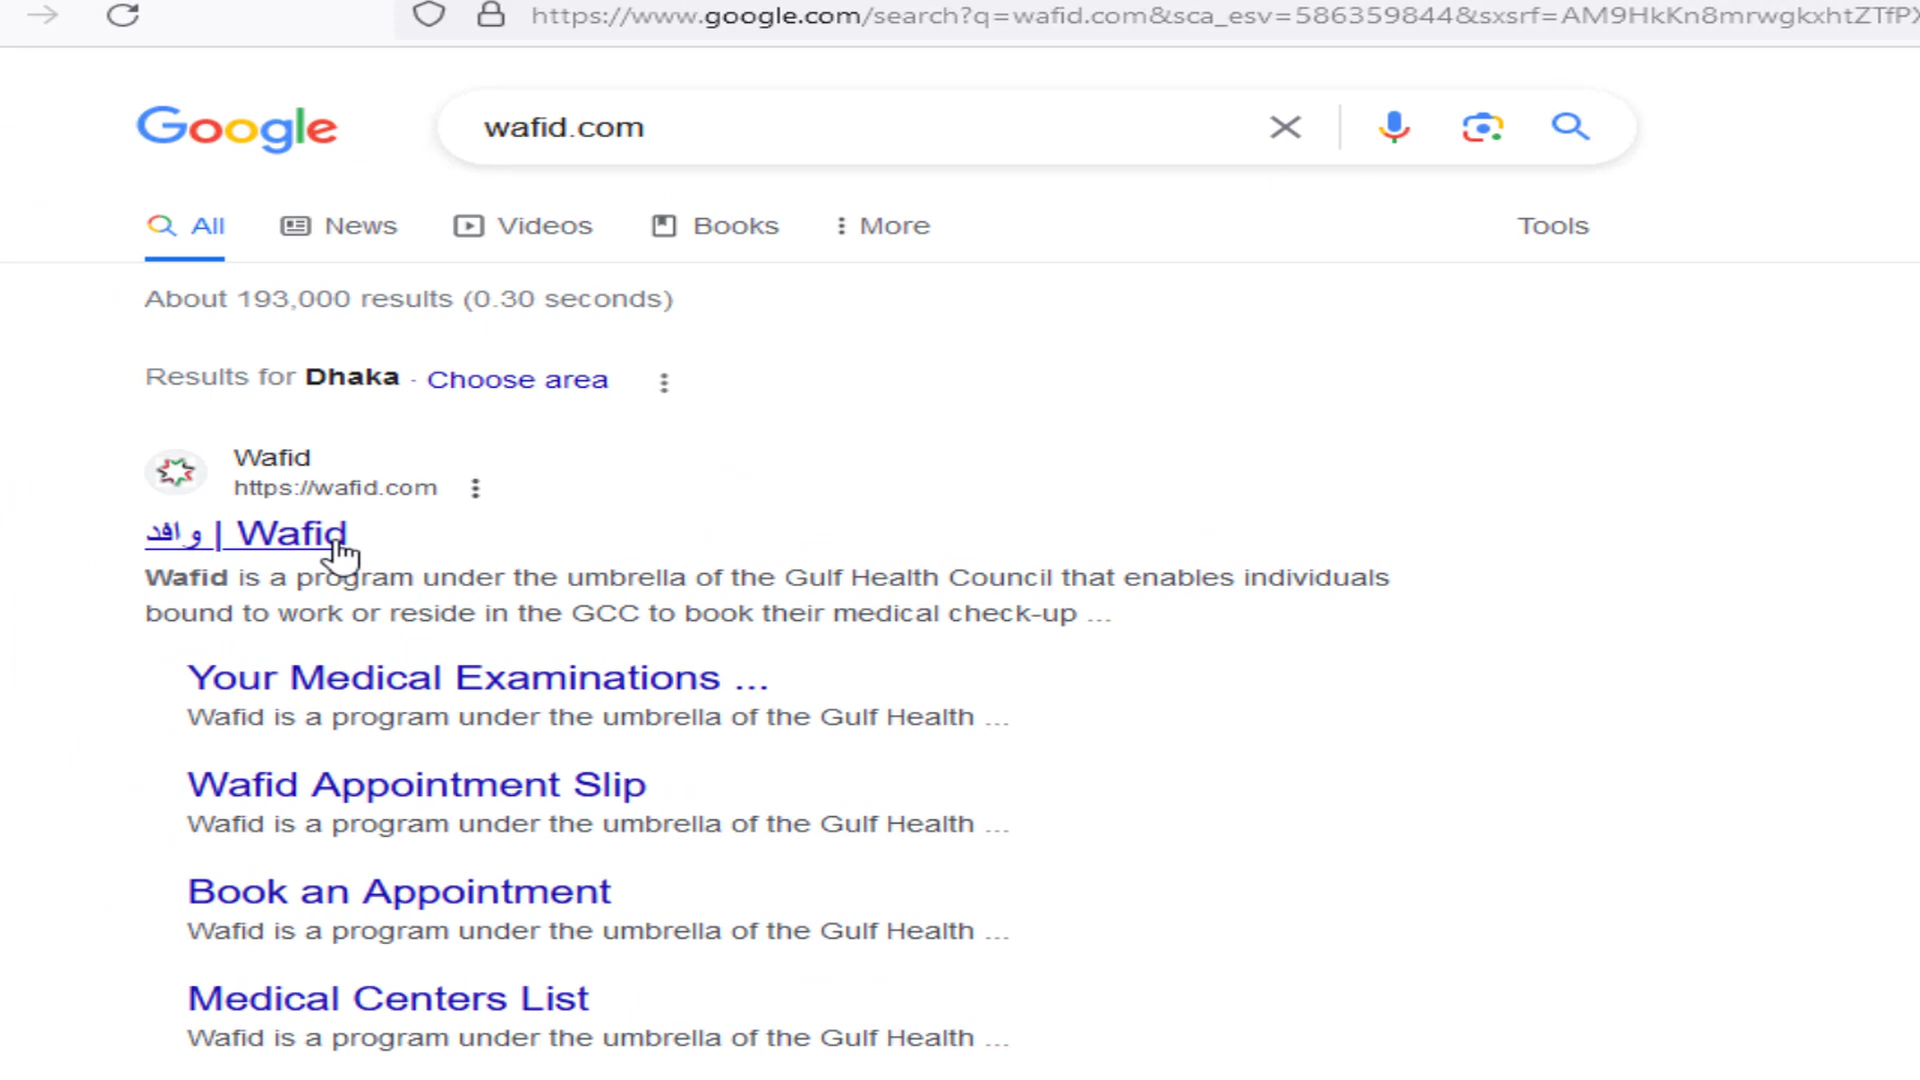 https://www.google.com/search?q=wafid.com&sca_esv=586359844&sxsrf=AM9HkKn8mrwgkxhtZTfP
Google
wafid.com
All News Videos Books More Tools
About 193,000 results (0.30 seconds)
Results for Dhaka · Choose area
Wafid
https://wafid.com
وافد | Wafid
Wafid is a program under the umbrella of the Gulf Health Council that enables individuals
bound to work or reside in the GCC to book their medical check-up ...
Your Medical Examinations ...
Wafid is a program under the umbrella of the Gulf Health ...
Wafid Appointment Slip
Wafid is a program under the umbrella of the Gulf Health ...
Book an Appointment
Wafid is a program under the umbrella of the Gulf Health ...
Medical Centers List
Wafid is a program under the umbrella of the Gulf Health ...